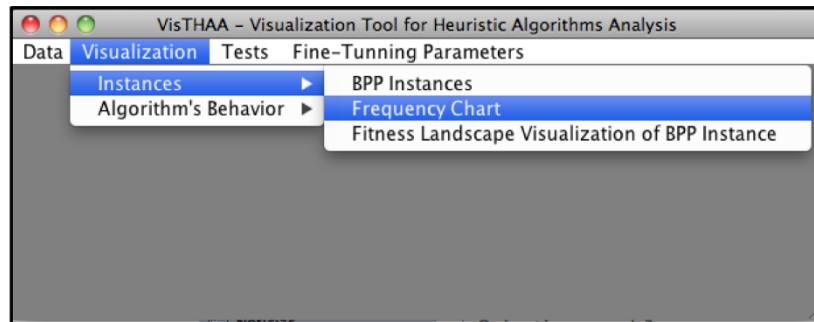 VisTHAA – Visualization Tool for Heuristic Algorithms Analysis
Data Visualization Tests Fine-Tunning Parameters
Instances
Algorithm's Behavior
BPP Instances
Frequency Chart
Fitness Landscape Visualization of BPP Instance